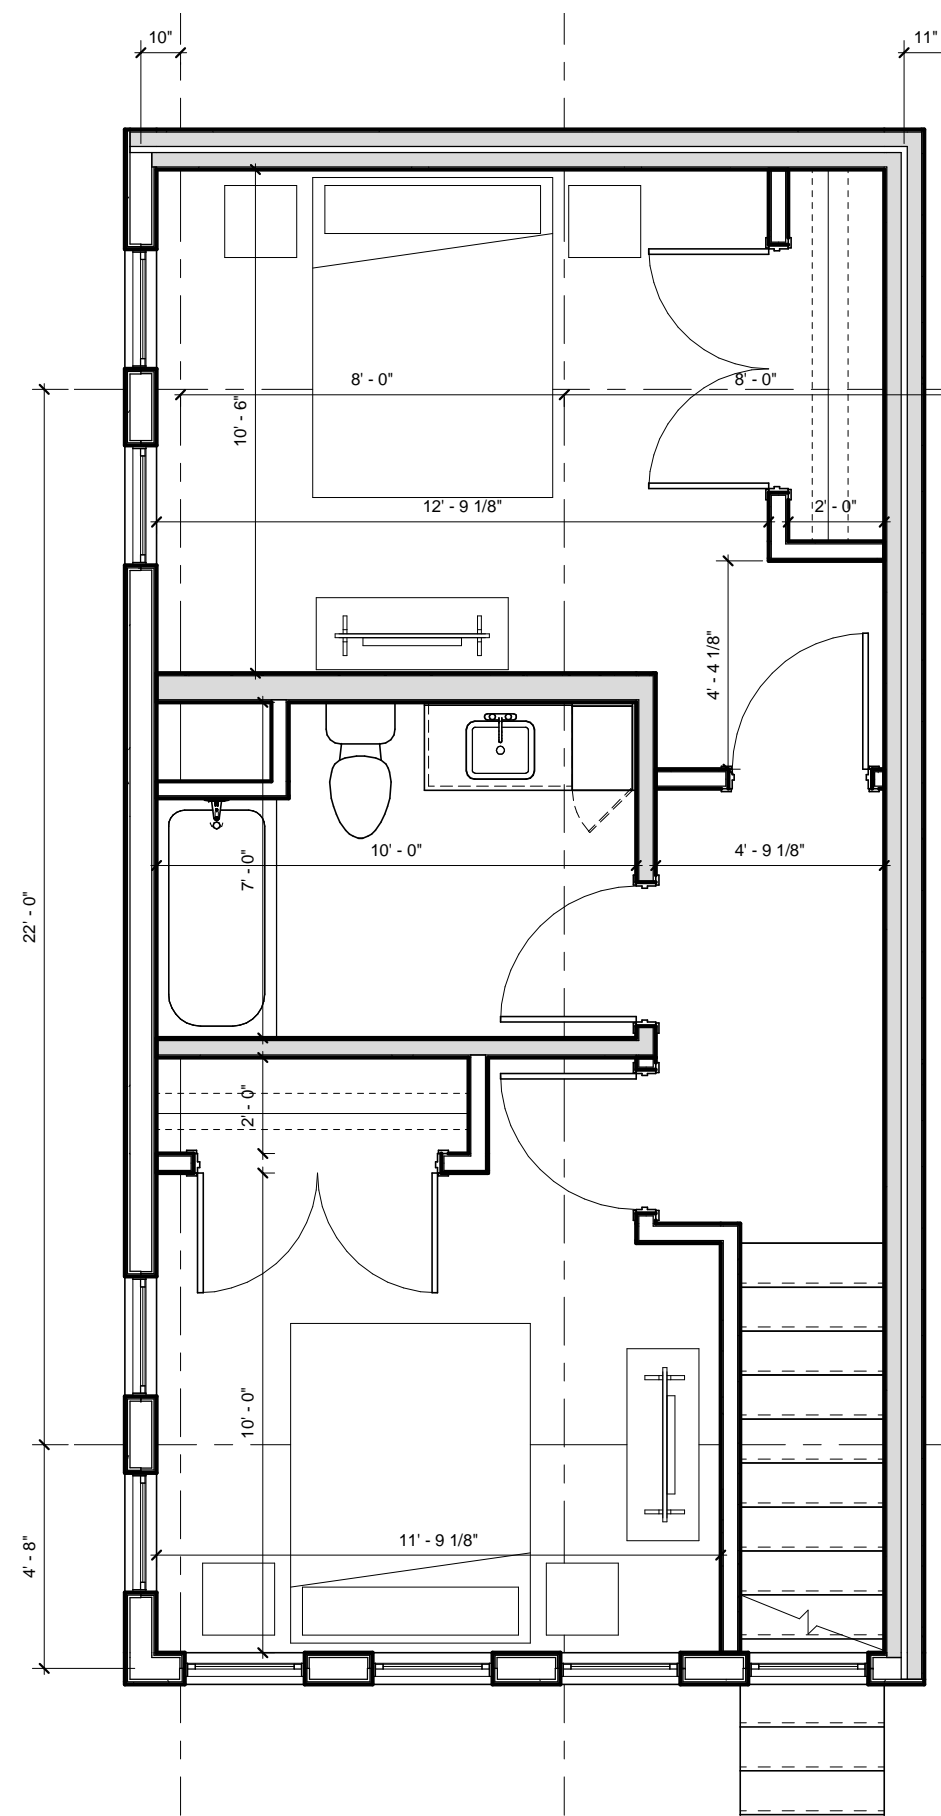 10"
11"
8' - 0"
8' - 0"
10' - 6"
12' - 9 1/8"
2' - 0"
4' - 4 1/8"
10' - 0"
4' - 9 1/8"
7' - 0"
22' - 0"
2' - 0"
10' - 0"
11' - 9 1/8"
4' - 8"